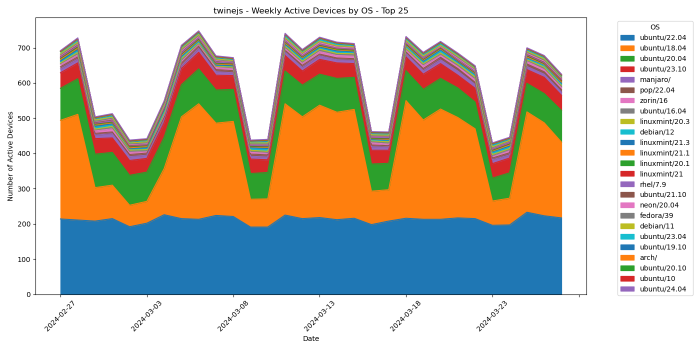 twinejs - Weekly Active Devices by OS - Top 25
Number of Active Devices
700
600
500
400
300
200
100
0
2024-02-27
2024-03-03
2024-03-08
2024-03-13
2024-03-18
2024-03-23
Date
OS
ubuntu/22.04
ubuntu/18.04
ubuntu/20.04
ubuntu/23.10
manjaro/
pop/22.04
zorin/16
ubuntu/16.04
linuxmint/20.3
debian/12
linuxmint/21.3
linuxmint/21.1
linuxmint/20.1
linuxmint/21
rhel/7.9
ubuntu/21.10
neon/20.04
fedora/39
debian/11
ubuntu/23.04
ubuntu/19.10
arch/
ubuntu/20.10
ubuntu/10
ubuntu/24.04